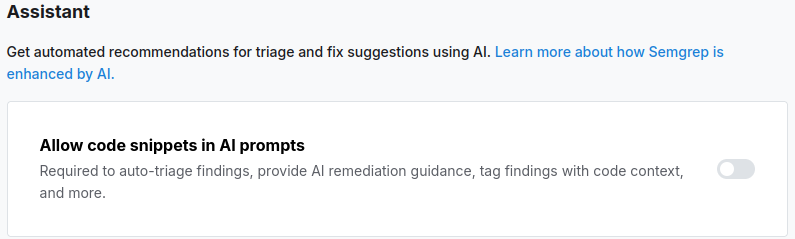 Assistant
Get automated recommendations for triage and fix suggestions using AI. Learn more about how Semgrep is
enhanced by AI.
Allow code snippets in AI prompts
Required to auto-triage findings, provide AI remediation guidance, tag findings with code context,
and more.